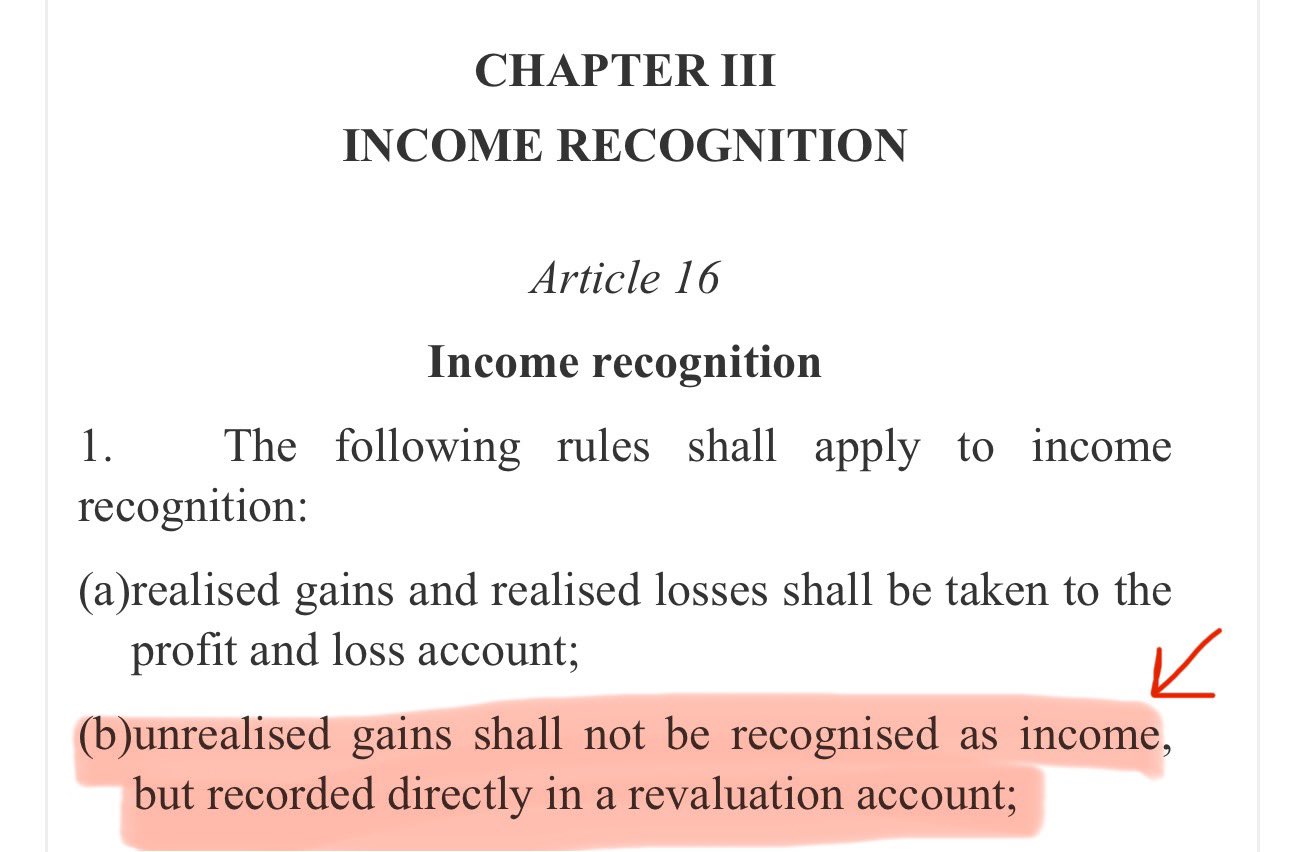 CHAPTER III
INCOME RECOGNITION
Article 16
Income recognition
1. The following rules shall apply to income
recognition:
(a)realised gains and realised losses shall be taken to the
profit and loss account;
(b)unrealised gains shall not be recognised as income,
but recorded directly in a revaluation account;